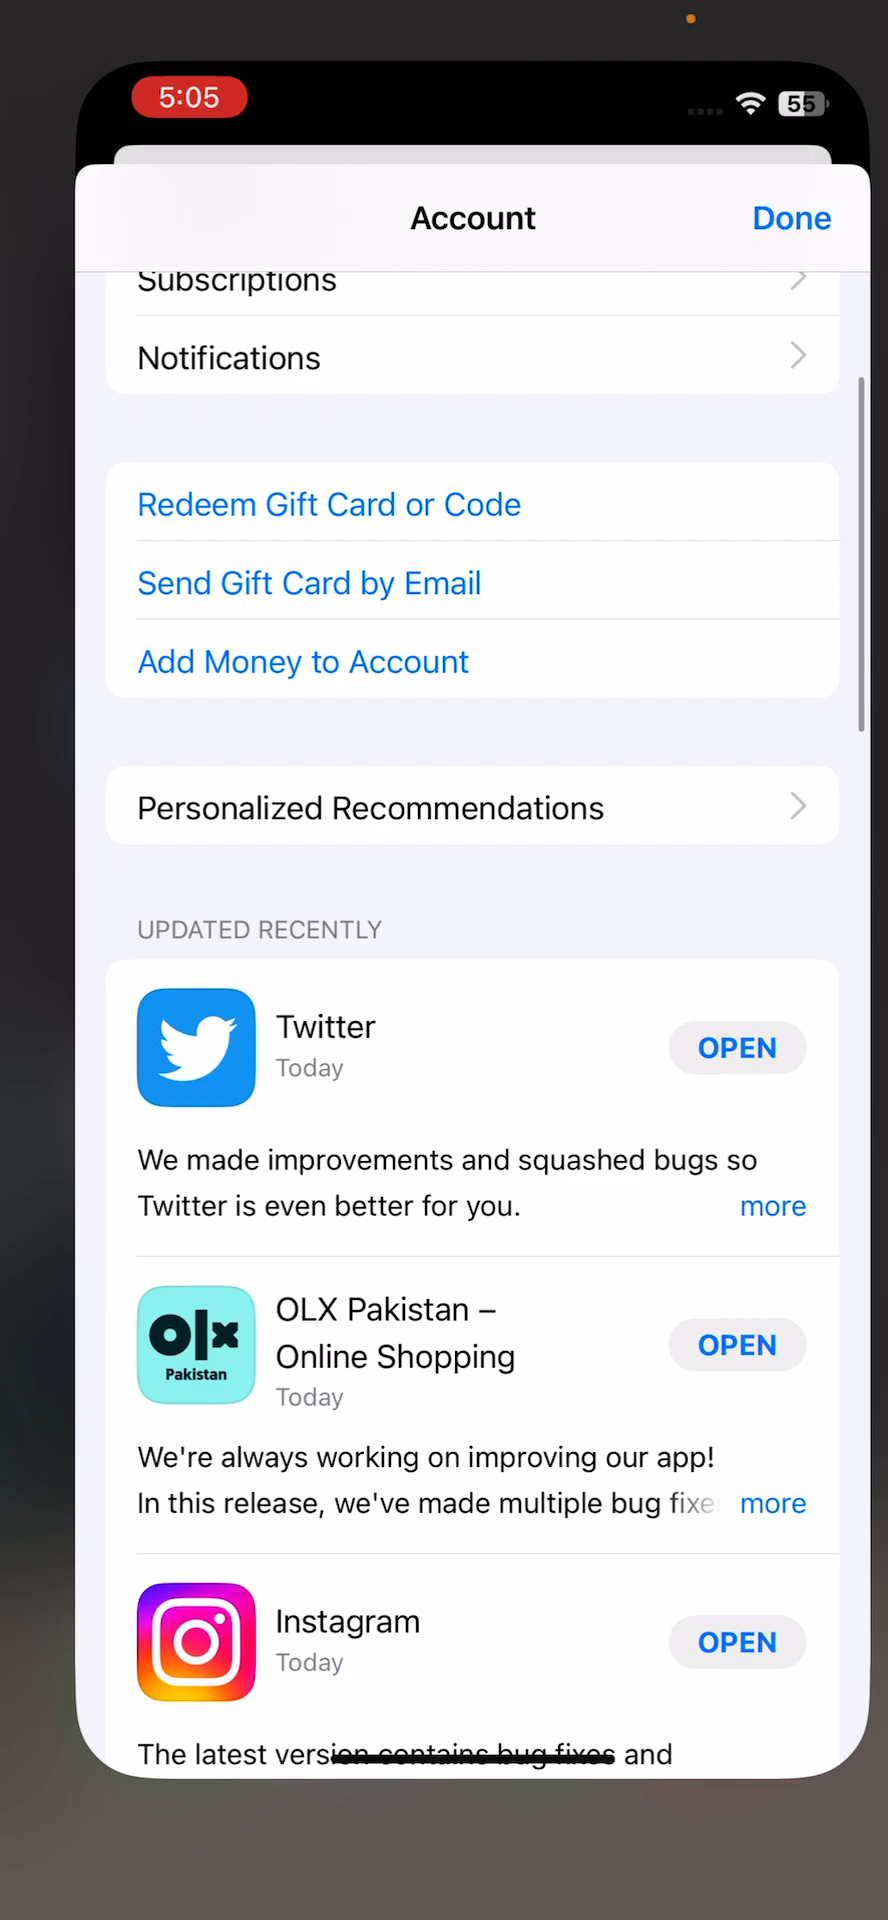 5:05
55
Account
Done
Subscriptions
Notifications
Redeem Gift Card or Code
Send Gift Card by Email
Add Money to Account
Personalized Recommendations
UPDATED RECENTLY
Twitter
Today
OPEN
We made improvements and squashed bugs so
Twitter is even better for you.
more
olx
Pakistan
OLX Pakistan –
Online Shopping
Today
OPEN
We're always working on improving our app!
In this release, we've made multiple bug fixes
more
Instagram
Today
OPEN
The latest version contains bug fixes and